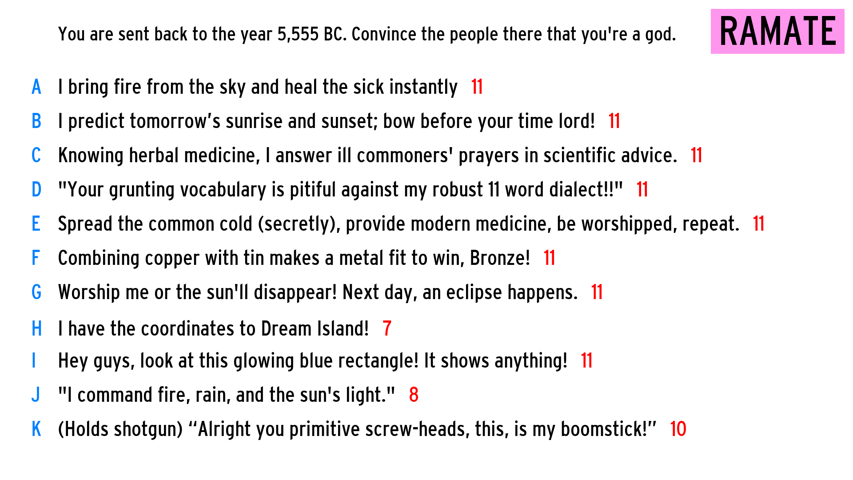 You are sent back to the year 5,555 BC. Convince the people there that you're a god.
RAMATE
A I bring fire from the sky and heal the sick instantly 11
B I predict tomorrow’s sunrise and sunset; bow before your time lord! 11
C Knowing herbal medicine, I answer ill commoners' prayers in scientific advice. 11
D "Your grunting vocabulary is pitiful against my robust 11 word dialect!!" 11
E Spread the common cold (secretly), provide modern medicine, be worshipped, repeat. 11
F Combining copper with tin makes a metal fit to win, Bronze! 11
G Worship me or the sun'll disappear! Next day, an eclipse happens. 11
H I have the coordinates to Dream Island! 7
I Hey guys, look at this glowing blue rectangle! It shows anything! 11
J "I command fire, rain, and the sun's light." 8
K (Holds shotgun) “Alright you primitive screw-heads, this, is my boomstick!” 10